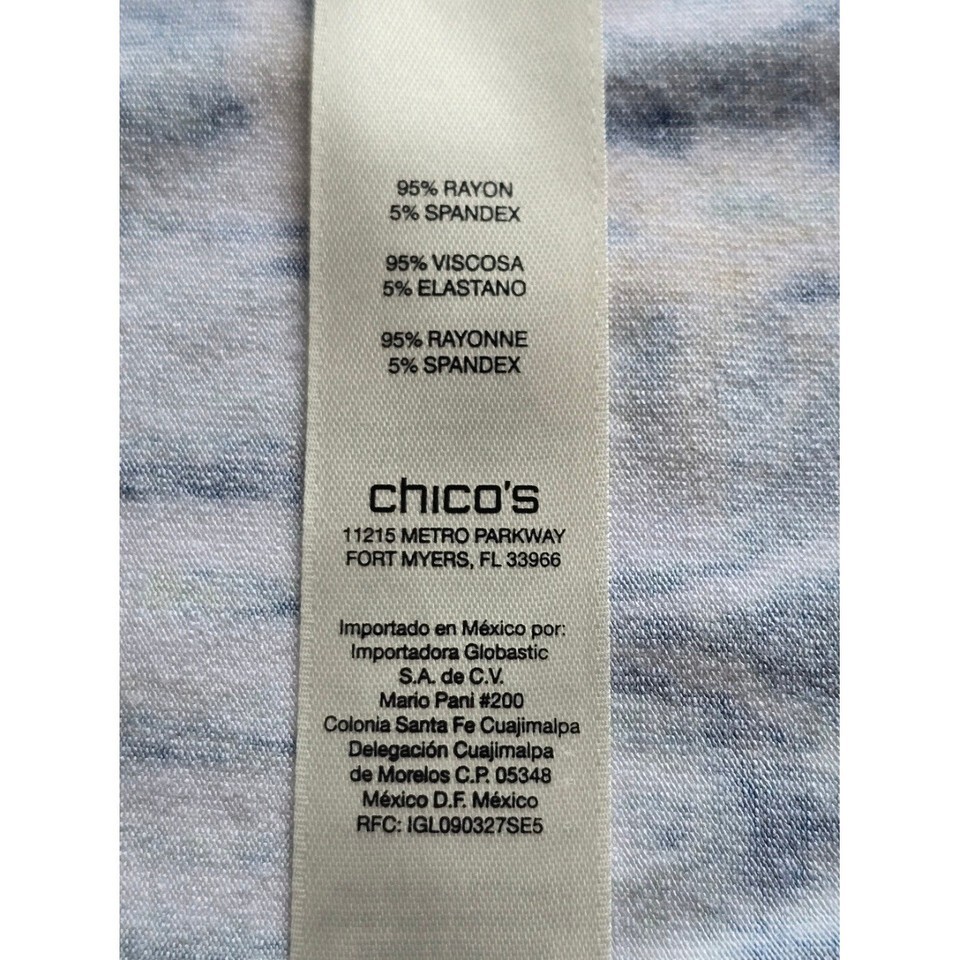 95% RAYON
5% SPANDEX
95% VISCOSA
5% ELASTANO
95% RAYONNE
5% SPANDEX
chico's
11215 METRO PARKWAY
FORT MYERS, FL 33966
Importado en México por:
Importadora Globastic
S.A. de C.V.
Mario Pani #200
Colonia Santa Fe Cuajimalpa
Delegación Cuajimalpa
de Morelos C.P. 05348
México D.F. México
RFC: IGL090327SE5